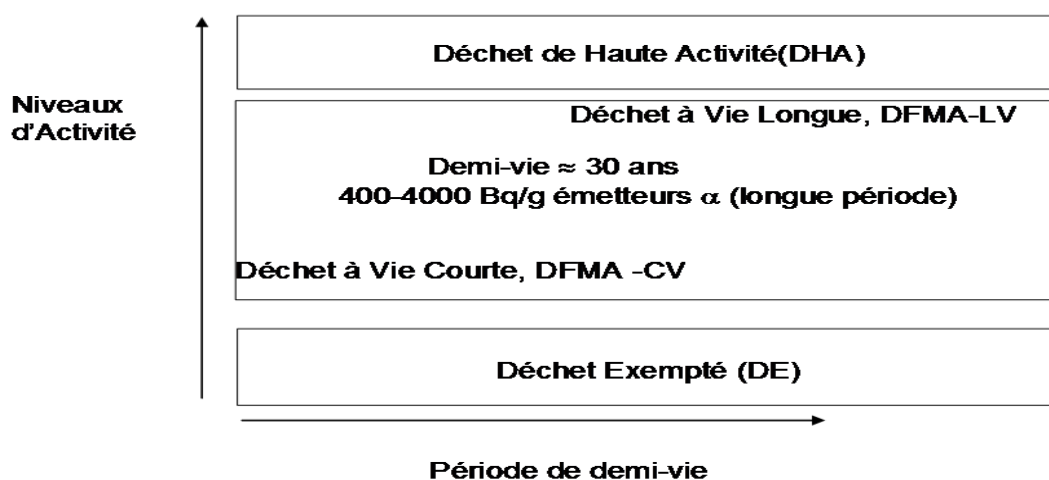 Déchet de Haute Activité(DHA)
Niveaux
d'Activité
Déchet à Vie Longue, DFMA-LV
Demi-vie ≈ 30 ans
400-4000 Bq/g émetteurs α (longue période)
Déchet à Vie Courte, DFMA -CV
Déchet Exempté (DE)
Période de demi-vie